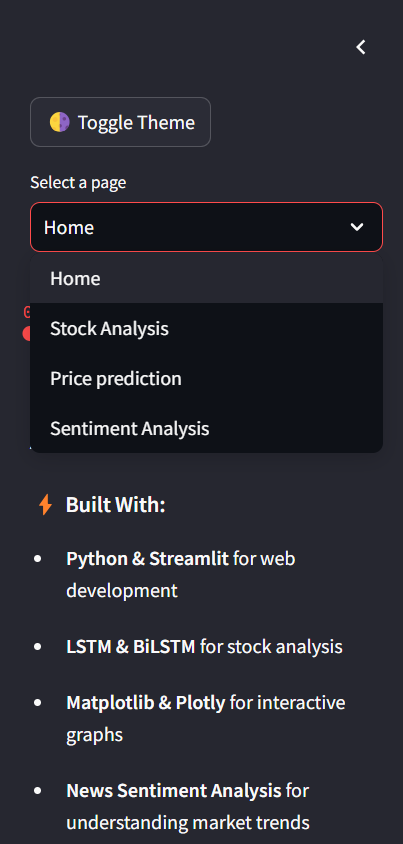 Toggle Theme
Select a page
Home
Home
Stock Analysis
Price prediction
Sentiment Analysis
Built With:
Python & Streamlit for web
development
LSTM & BiLSTM for stock analysis
Matplotlib & Plotly for interactive
graphs
News Sentiment Analysis for
understanding market trends